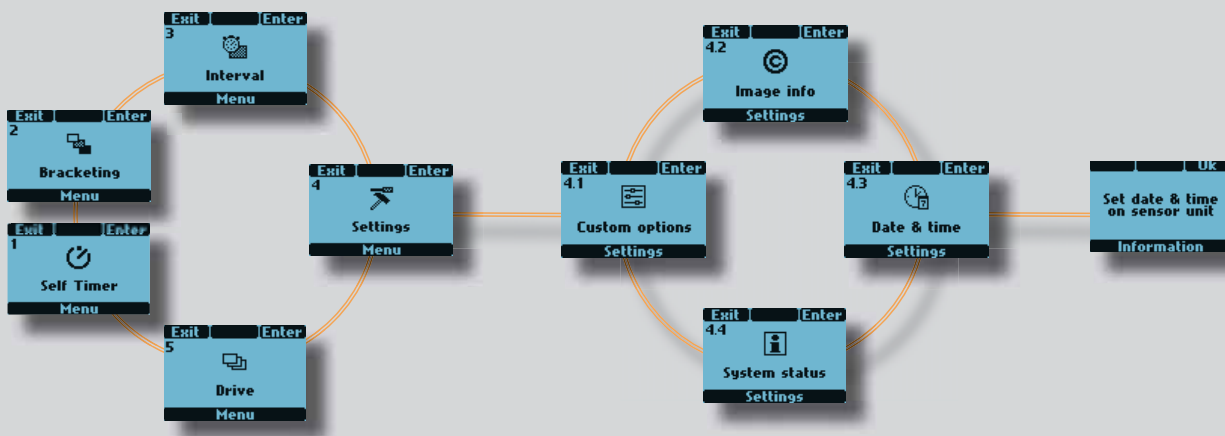 Exit Enter
1
Self Timer
Menu
Exit Enter
2
Bracketing
Menu
Exit Enter
3
Interval
Menu
Exit Enter
4
Settings
Menu
Exit Enter
5
Drive
Menu
Exit Enter
4.1
Custom options
Settings
Exit Enter
4.2
Image info
Settings
Exit Enter
4.3
Date & time
Settings
Exit Enter
4.4
System status
Settings
Ok
Set date & time
on sensor unit
Information